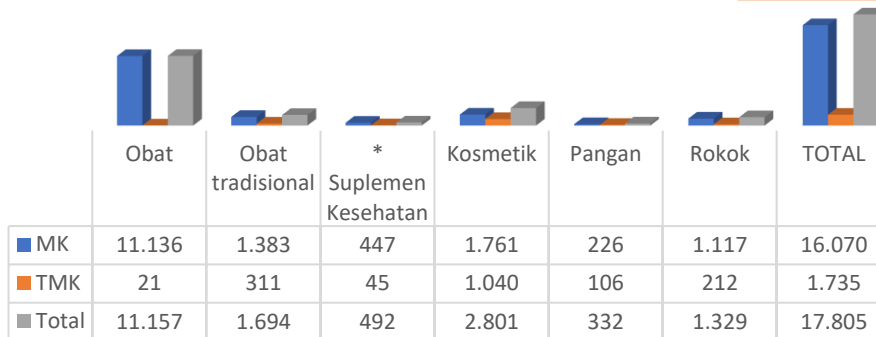 Obat Obat tradisional * Suplemen Kesehatan Kosmetik Pangan Rokok TOTAL
MK 11.136 1.383 447 1.761 226 1.117 16.070
TMK 21 311 45 1.040 106 212 1.735
Total 11.157 1.694 492 2.801 332 1.329 17.805